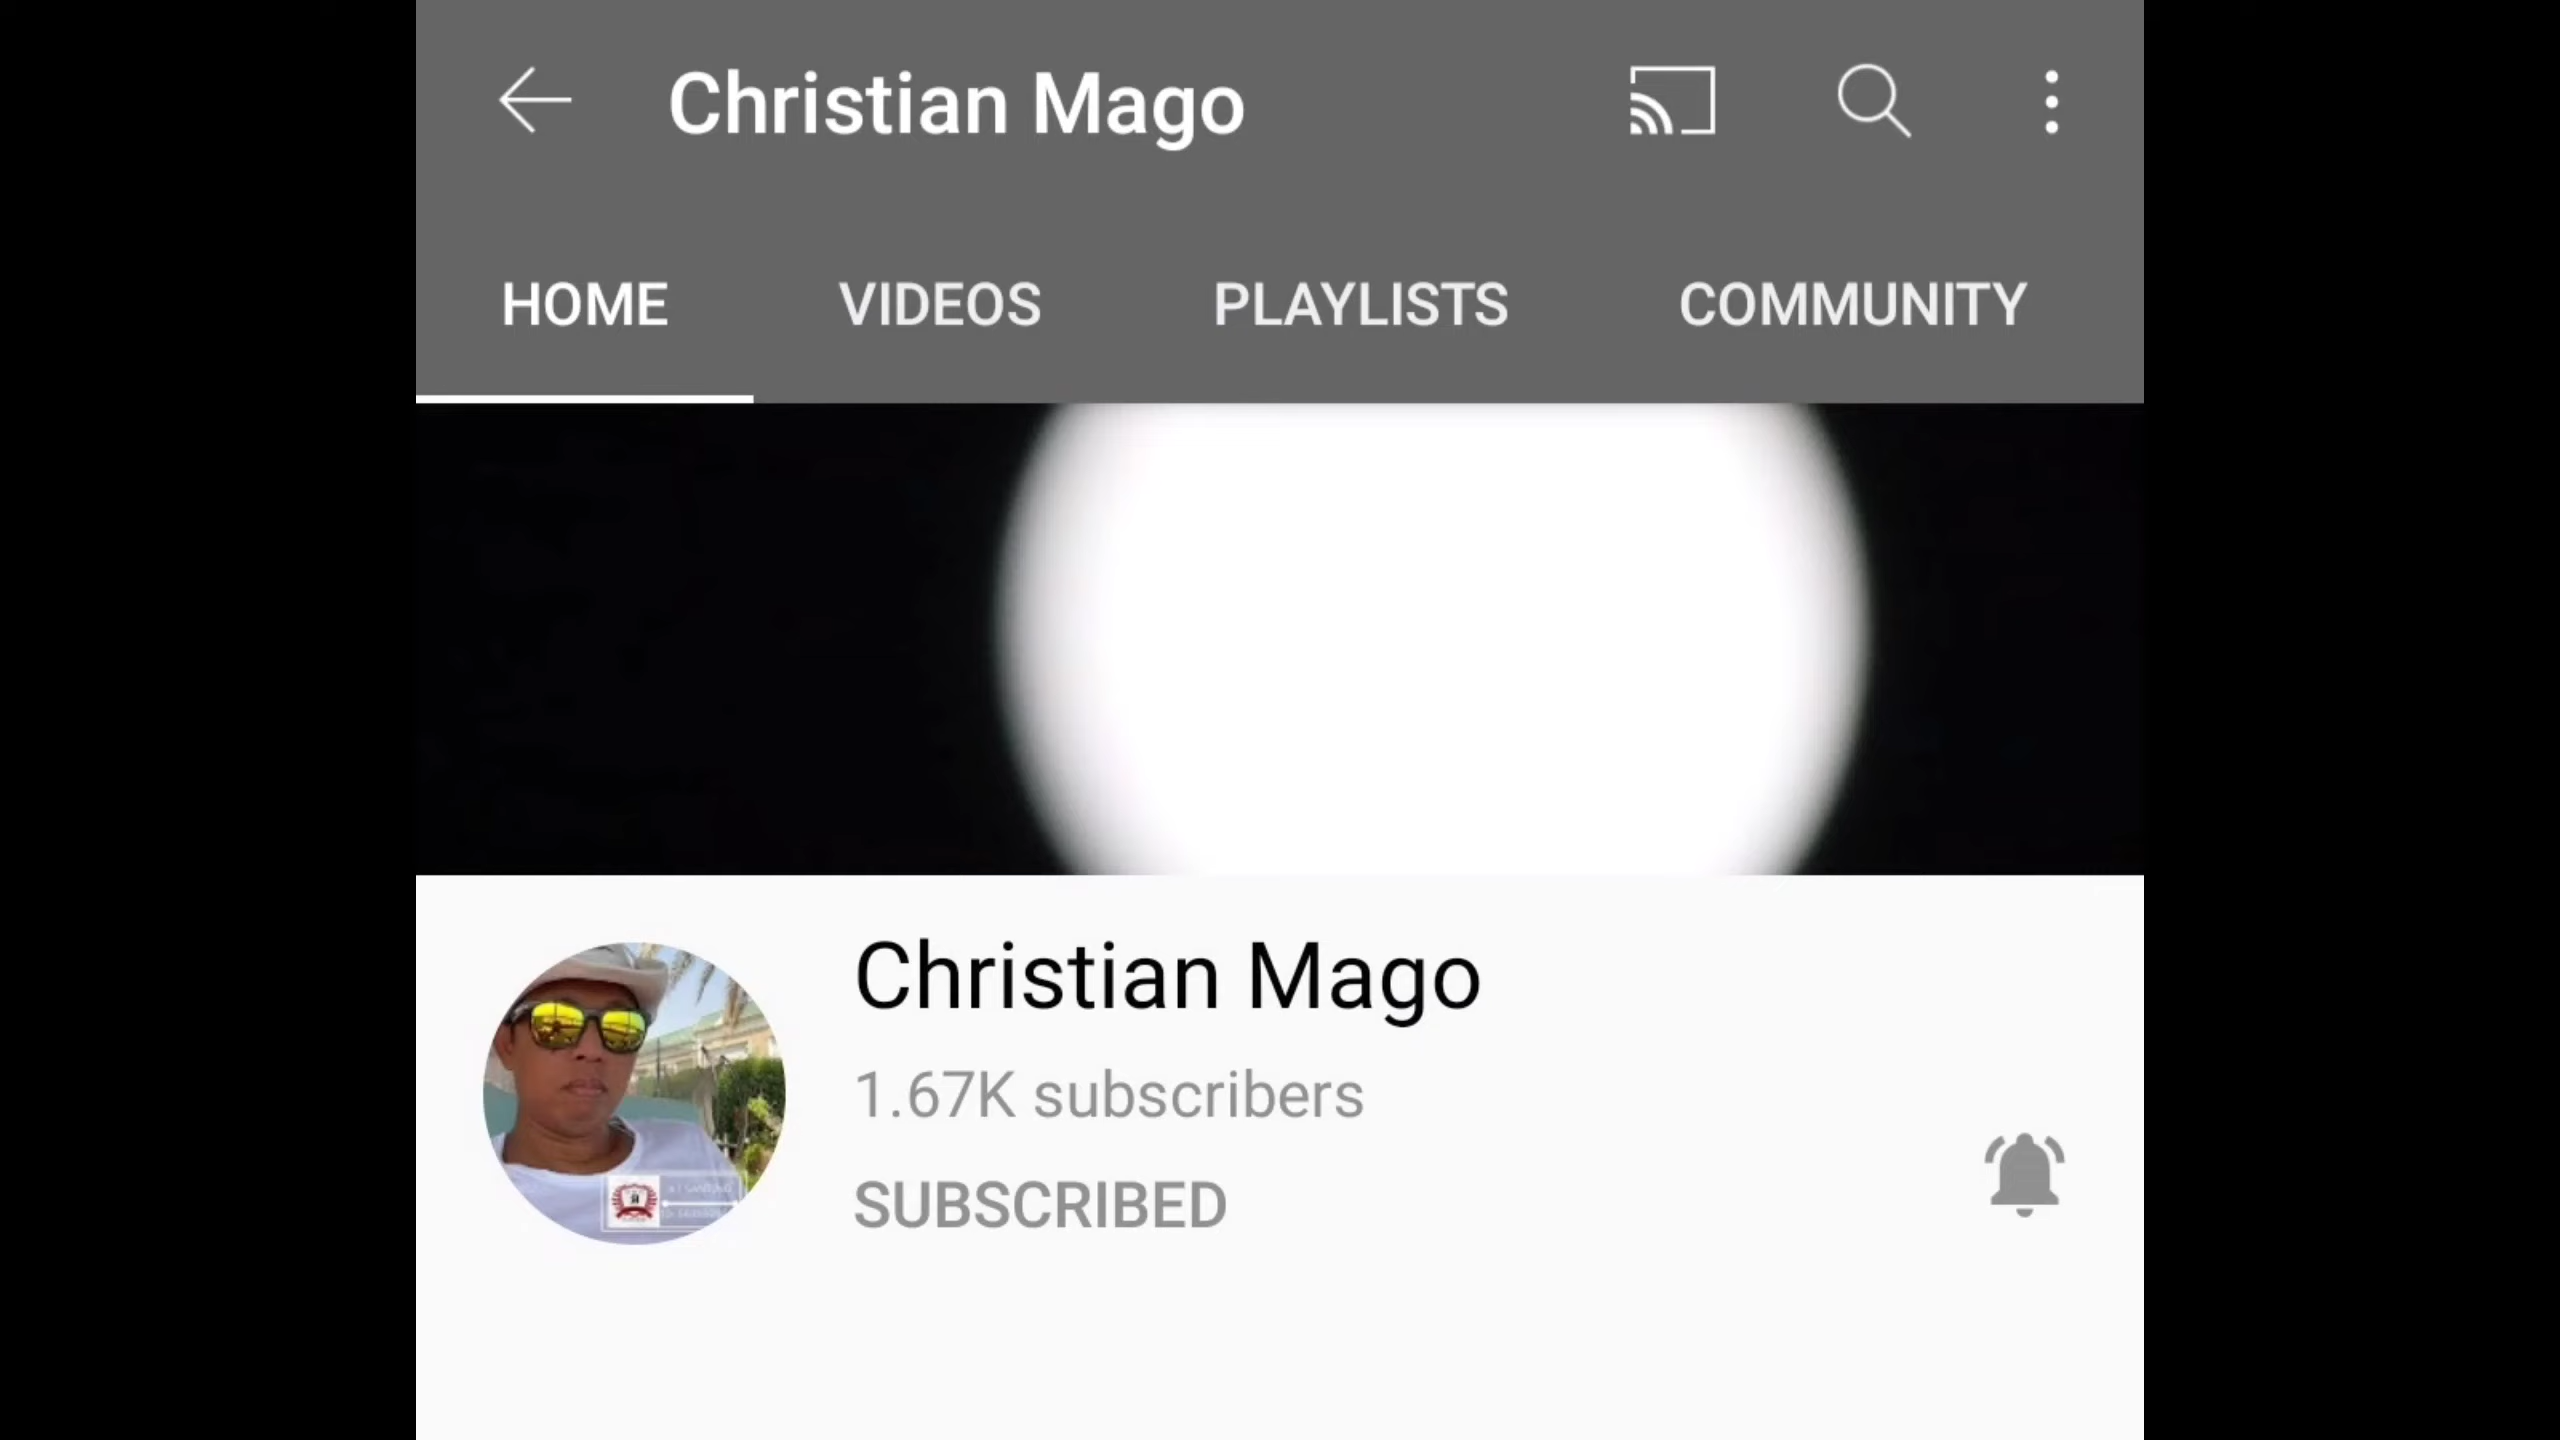 Christian Mago
HOME VIDEOS PLAYLISTS COMMUNITY
Christian Mago
1.67K subscribers
SUBSCRIBED